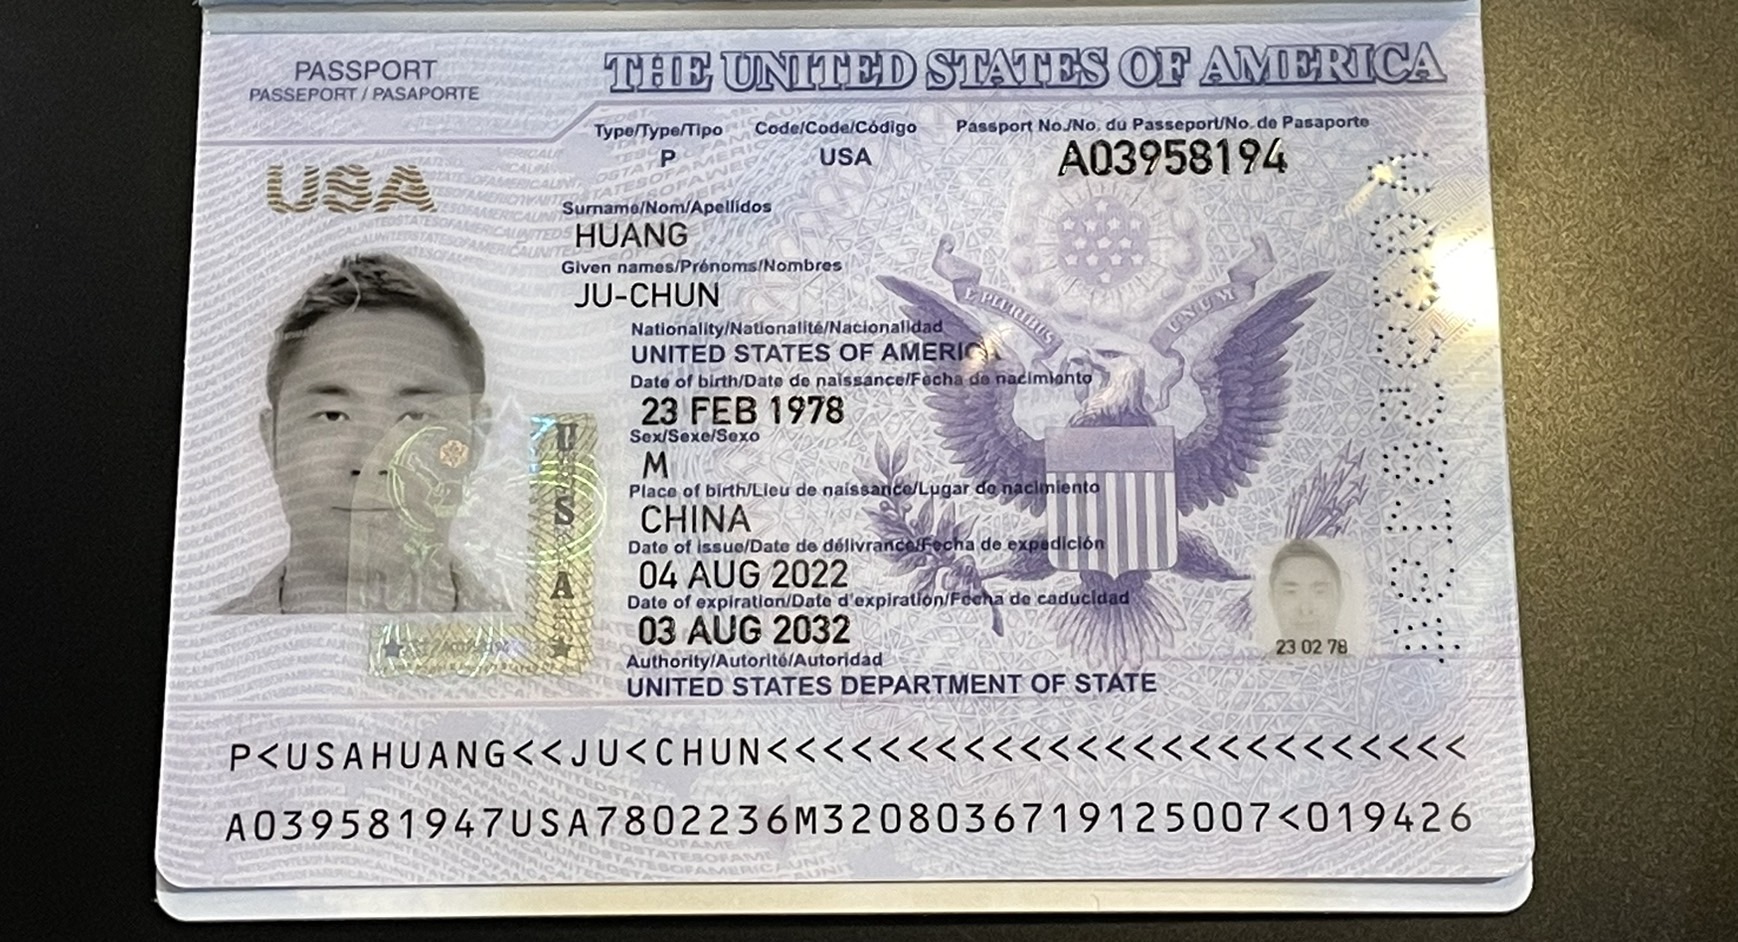 PASSPORT
PASSEPORT / PASAPORTE
THE UNITED STATES OF AMERICA
Type/Type/Tipo Code/Code/Código Passport No./No. du Passeport/No. de Pasaporte
P USA A03958194
USA
Surname/Nom/Apellidos
HUANG
Given names/Prénoms/Nombres
JU-CHUN
Nationality/Nationalité/Nacionalidad
UNITED STATES OF AMERICA
Date of birth/Date de naissance/Fecha de nacimiento
23 FEB 1978
Sex/Sexe/Sexo
M
Place of birth/Lieu de naissance/Lugar de nacimiento
CHINA
Date of issue/Date de délivrance/Fecha de expedición
04 AUG 2022
Date of expiration/Date d'expiration/Fecha de caducidad
03 AUG 2032
Authority/Autorité/Autoridad
UNITED STATES DEPARTMENT OF STATE
E PLURIBUS UNUM
USA
23 02 78
P<USAHUANG<<JU<CHUN<<<<<<<<<<<<<<<<<<<<<<<<<
A039581947USA7802236M3208036719125007<019426